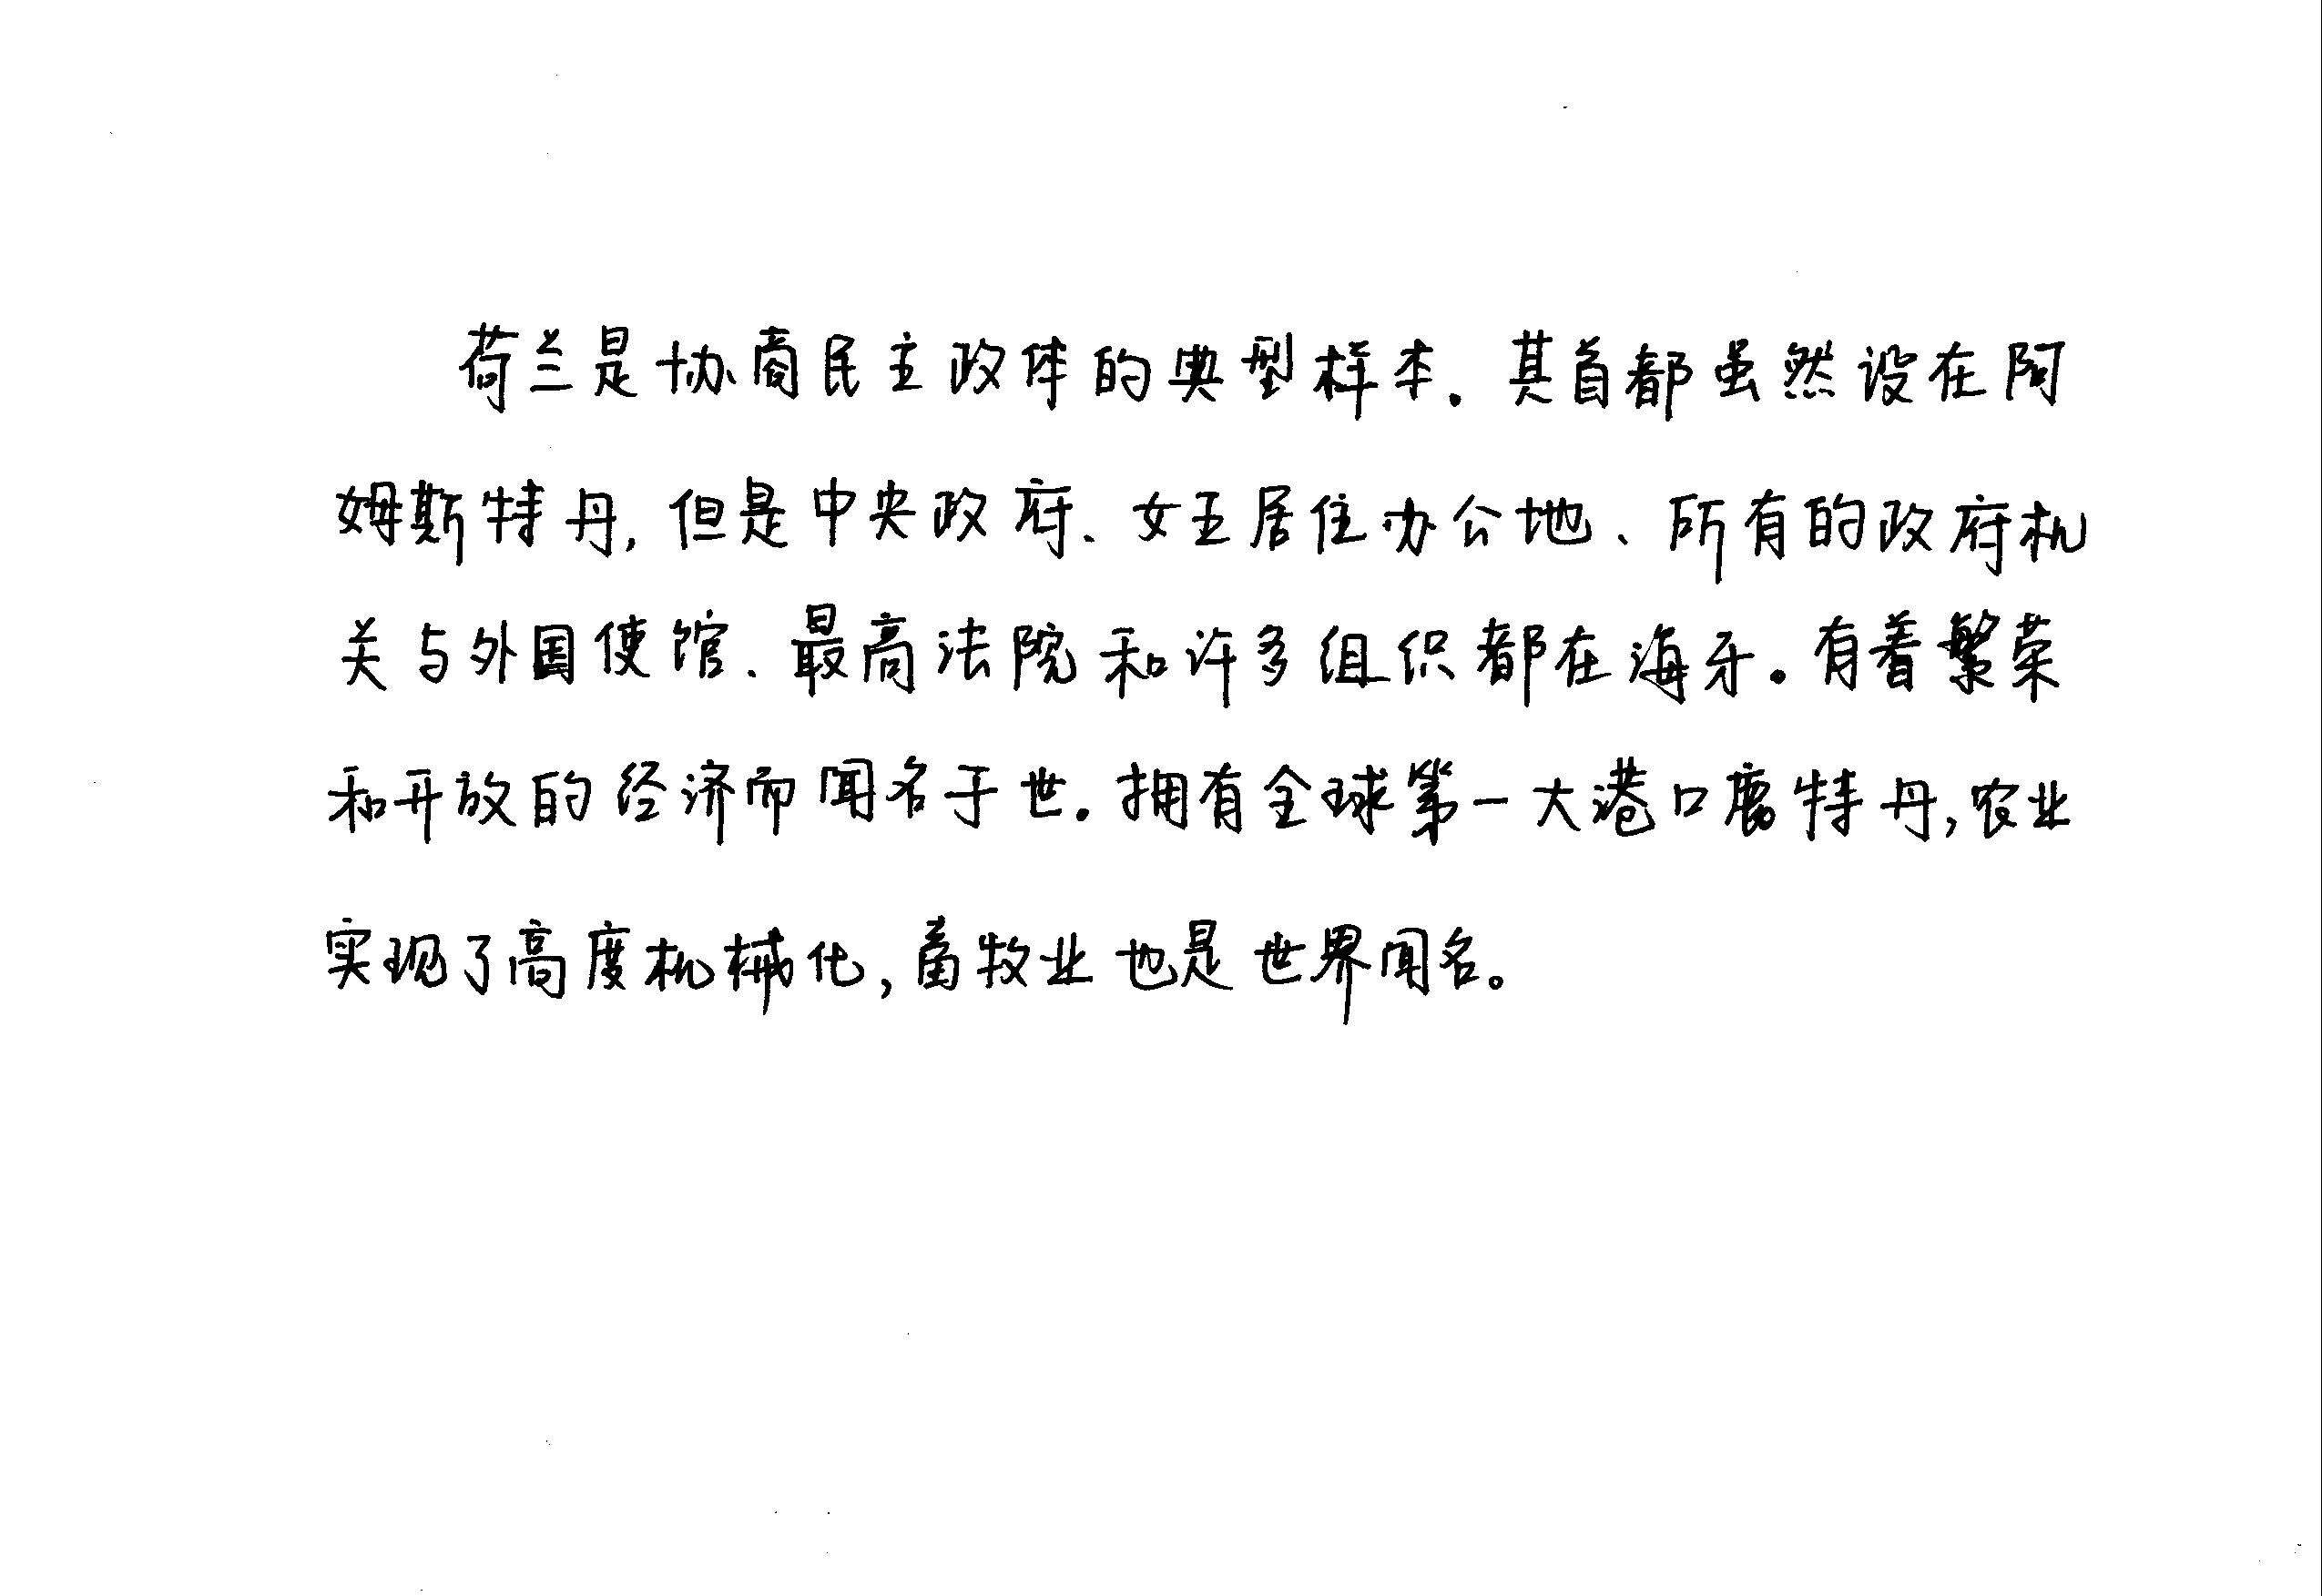 荷兰是协商民主政体的典型样本。其首都虽然设在阿
姆斯特丹,但是中央政府、女王居住办公地、所有的政府机
关与外国使馆、最高法院和许多组织都在海牙。有着繁荣
和开放的经济而闻名于世。拥有全球第一大港口鹿特丹,农业
实现了高度机械化,畜牧业也是世界闻名。